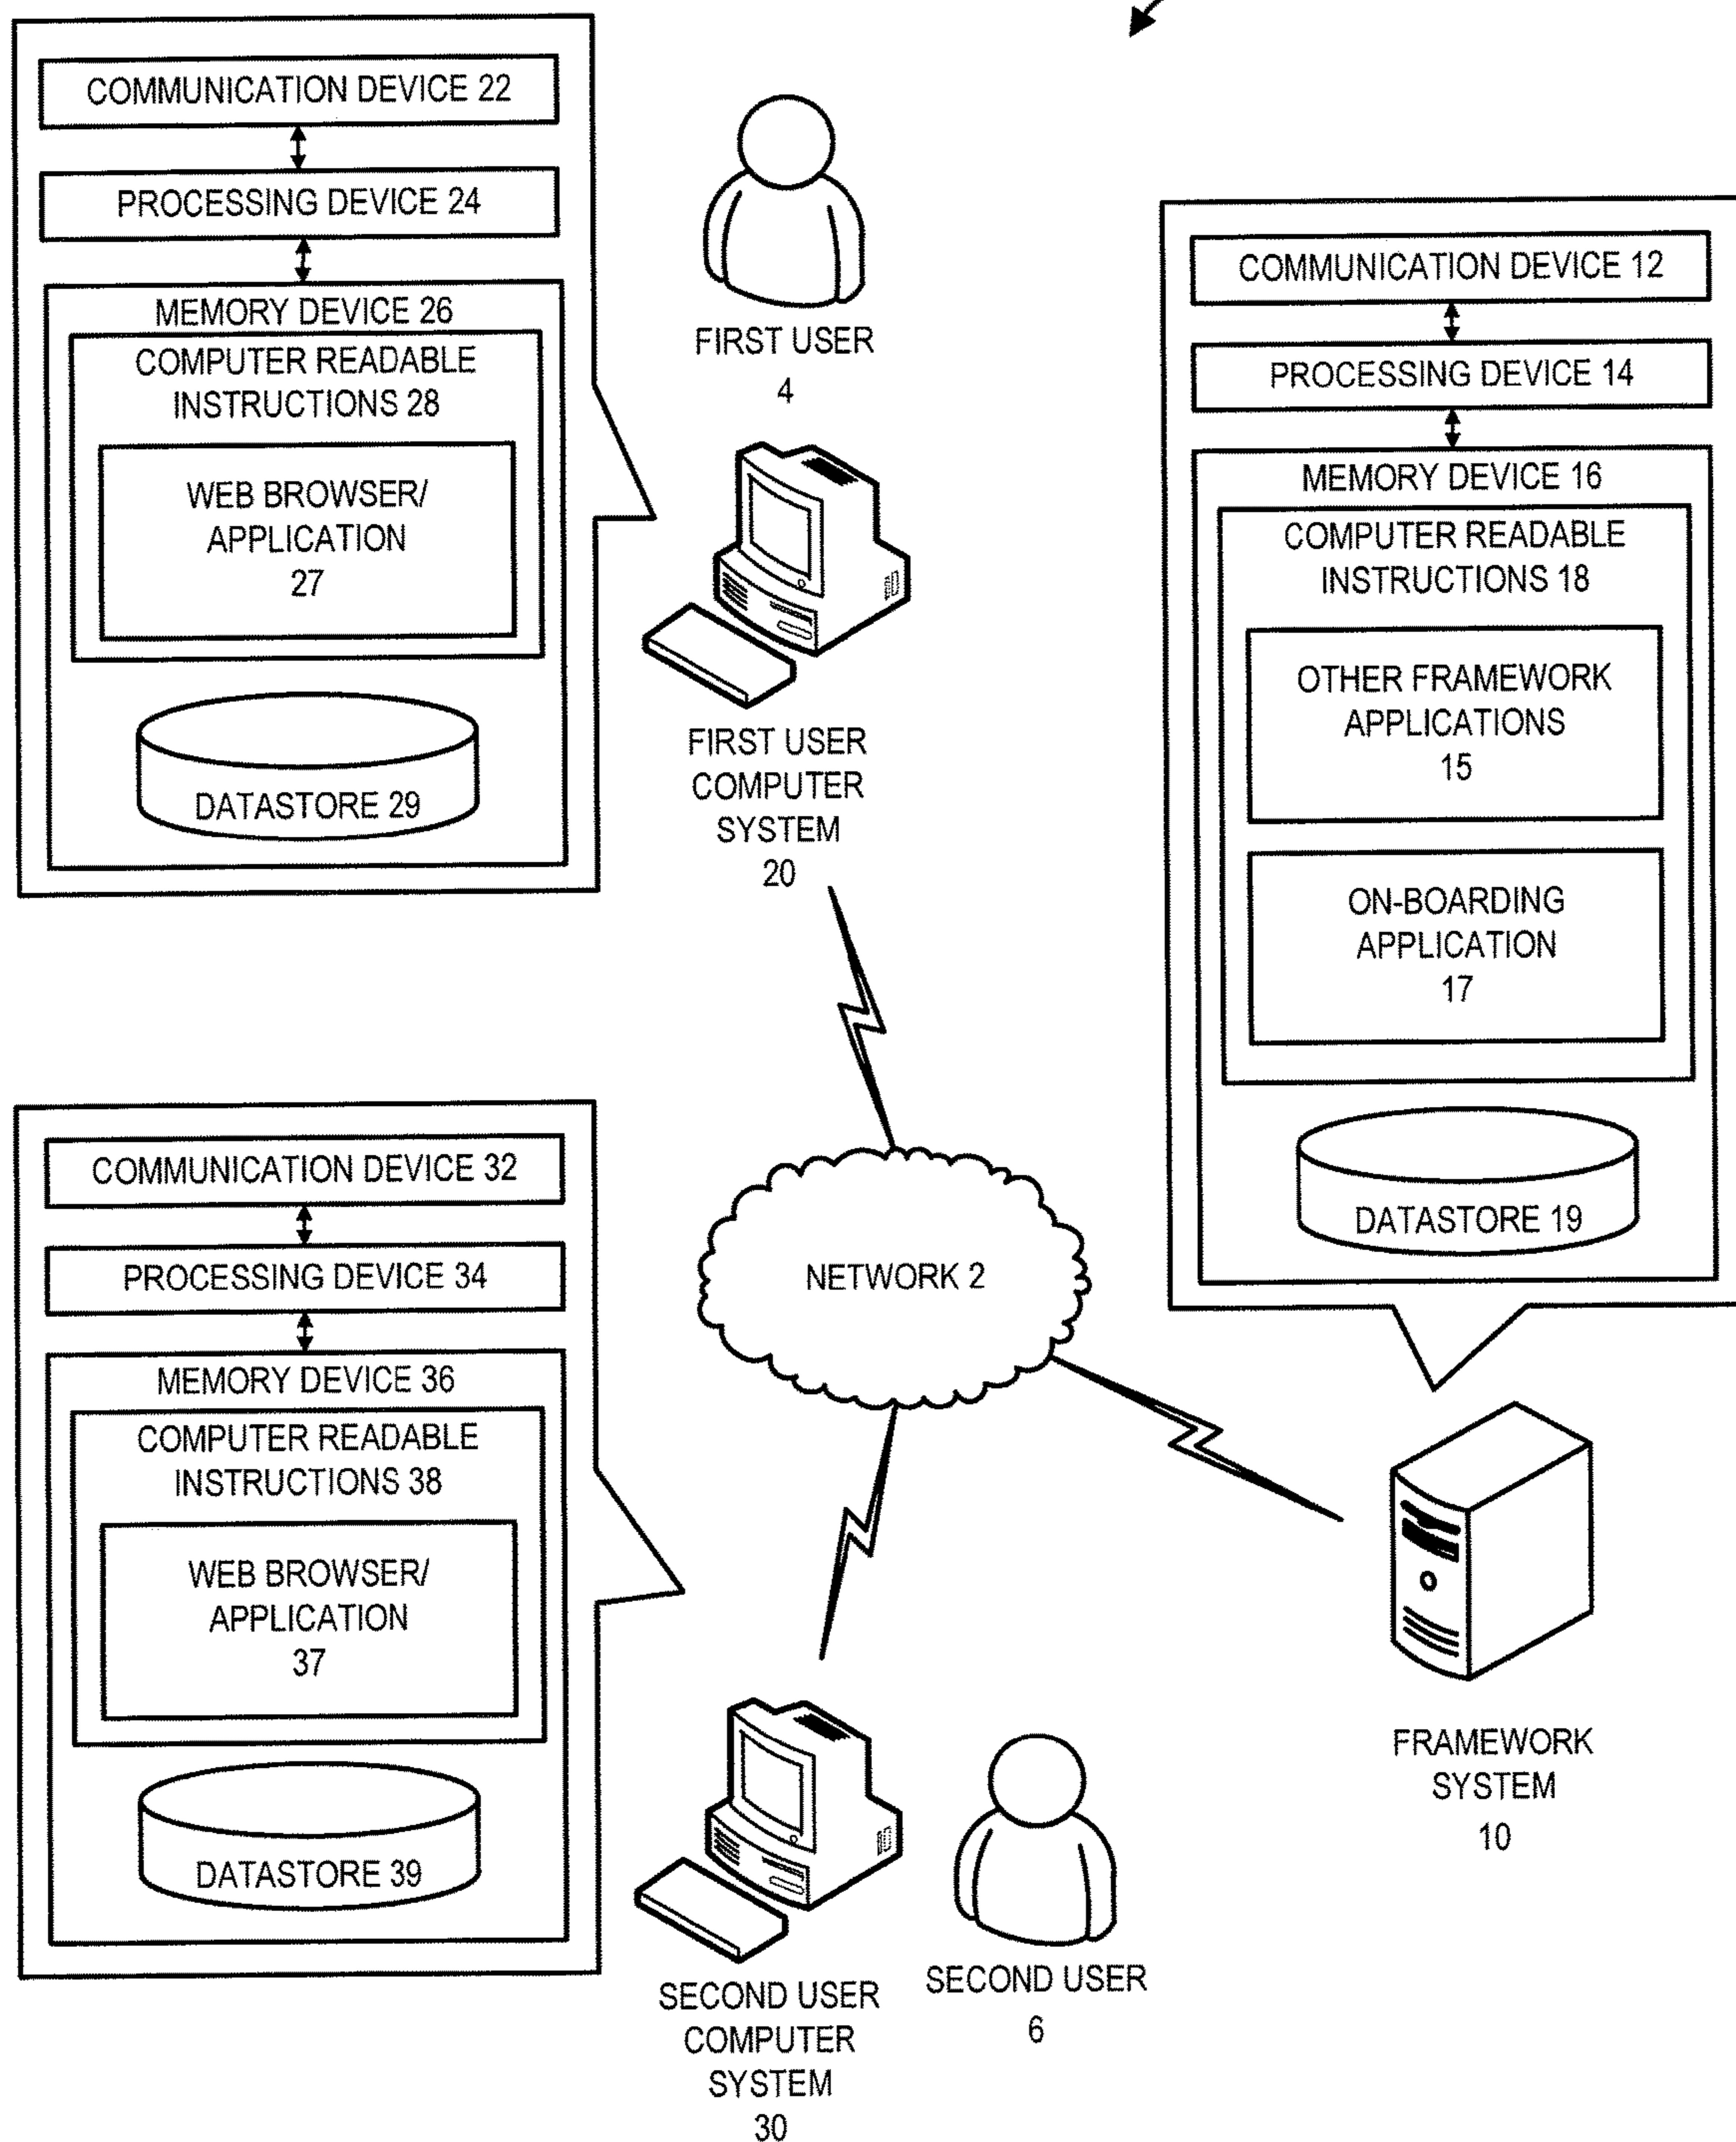 COMMUNICATION DEVICE 22
PROCESSING DEVICE 24
MEMORY DEVICE 26
COMPUTER READABLE
INSTRUCTIONS 28
WEB BROWSER/
APPLICATION
27
DATASTORE 29
FIRST USER
4
FIRST USER
COMPUTER
SYSTEM
20
COMMUNICATION DEVICE 12
PROCESSING DEVICE 14
MEMORY DEVICE 16
COMPUTER READABLE
INSTRUCTIONS 18
OTHER FRAMEWORK
APPLICATIONS
15
ON-BOARDING
APPLICATION
17
DATASTORE 19
COMMUNICATION DEVICE 32
PROCESSING DEVICE 34
MEMORY DEVICE 36
COMPUTER READABLE
INSTRUCTIONS 38
WEB BROWSER/
APPLICATION
37
DATASTORE 39
NETWORK 2
FRAMEWORK
SYSTEM
10
SECOND USER
COMPUTER
SYSTEM
30
SECOND USER
6